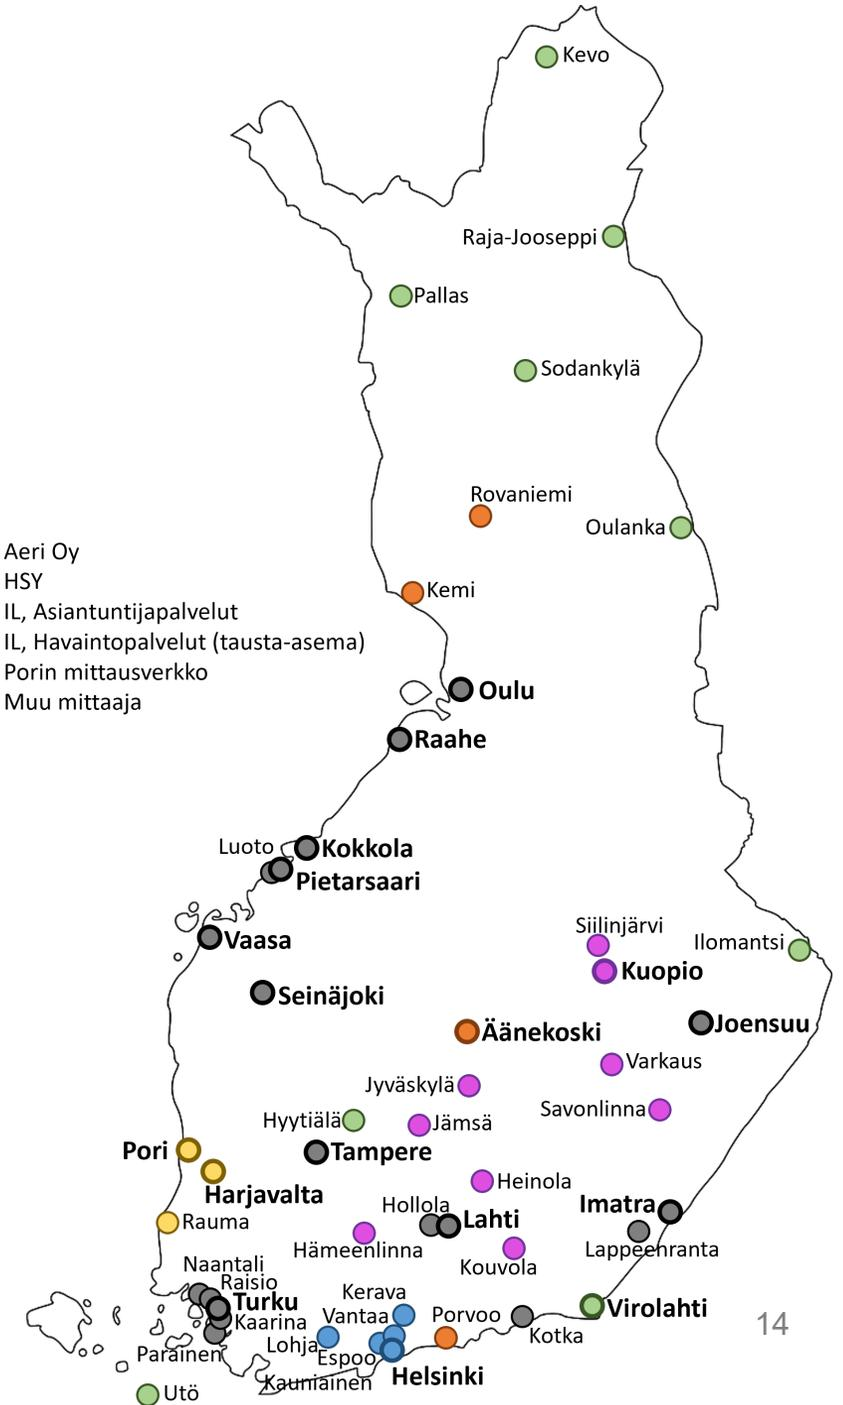 Kevo
Raja-Jooseppi
Pallas
Sodankylä
Rovaniemi
Oulanka
Aeri Oy
HSY
Kemi
IL, Asiantuntijapalvelut
IL, Havaintopalvelut (tausta-asema)
Porin mittausverkko
Muu mittaaja
Oulu
Raahe
Luoto
Kokkola
Pietarsaari
Siilinjärvi
Vaasa
Ilomantsi
Kuopio
Seinäjoki
Joensuu
Äänekoski
Varkaus
Jyväskylä
Savonlinna
Hyytiälä
Jämsä
Pori
Tampere
Heinola
Harjavalta
Imatra
Hollola
Lahti
Rauma
Hämeenlinna
Lappeenranta
Kouvola
Naantali
Raisio
Kerava
Turku
Virolahti
Vantaa
Porvoo
Kaarina
14
Kotka
Lohja
Parainen
Espoo
Helsinki
Kauniainen
Utö